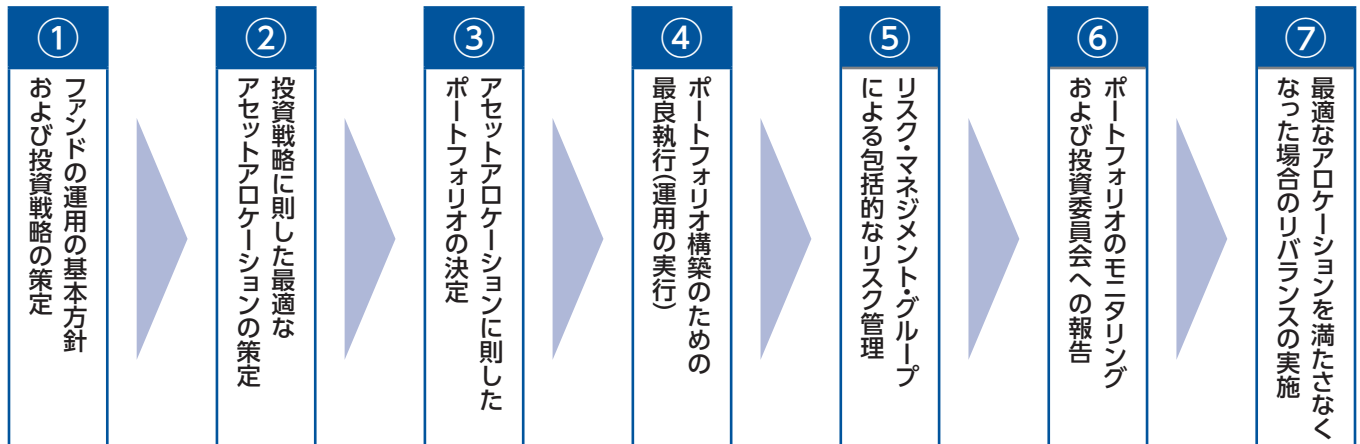 ①
ファンドの運用の基本方針
および投資戦略の策定
②
投資戦略に則した最適な
アセットアロケーションの策定
③
アセットアロケーションに則した
ポートフォリオの決定
④
ポートフォリオ構築のための
最良執行(運用の実行)
⑤
リスク・マネジメント・グループ
による包括的なリスク管理
⑥
ポートフォリオのモニタリング
および投資委員会への報告
⑦
最適なアロケーションを満たさなく
なった場合のリバランスの実施